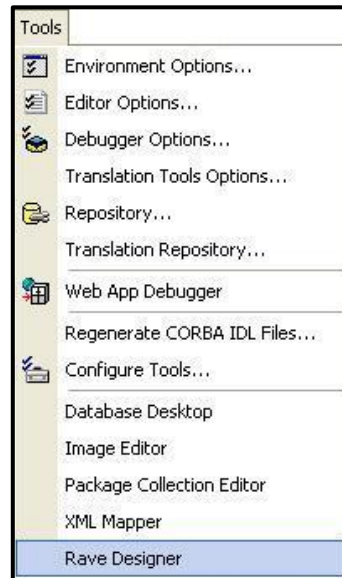 Tools
Environment Options...
Editor Options...
Debugger Options...
Translation Tools Options...
Repository...
Translation Repository...
Web App Debugger
Regenerate CORBA IDL Files...
Configure Tools...
Database Desktop
Image Editor
Package Collection Editor
XML Mapper
Rave Designer